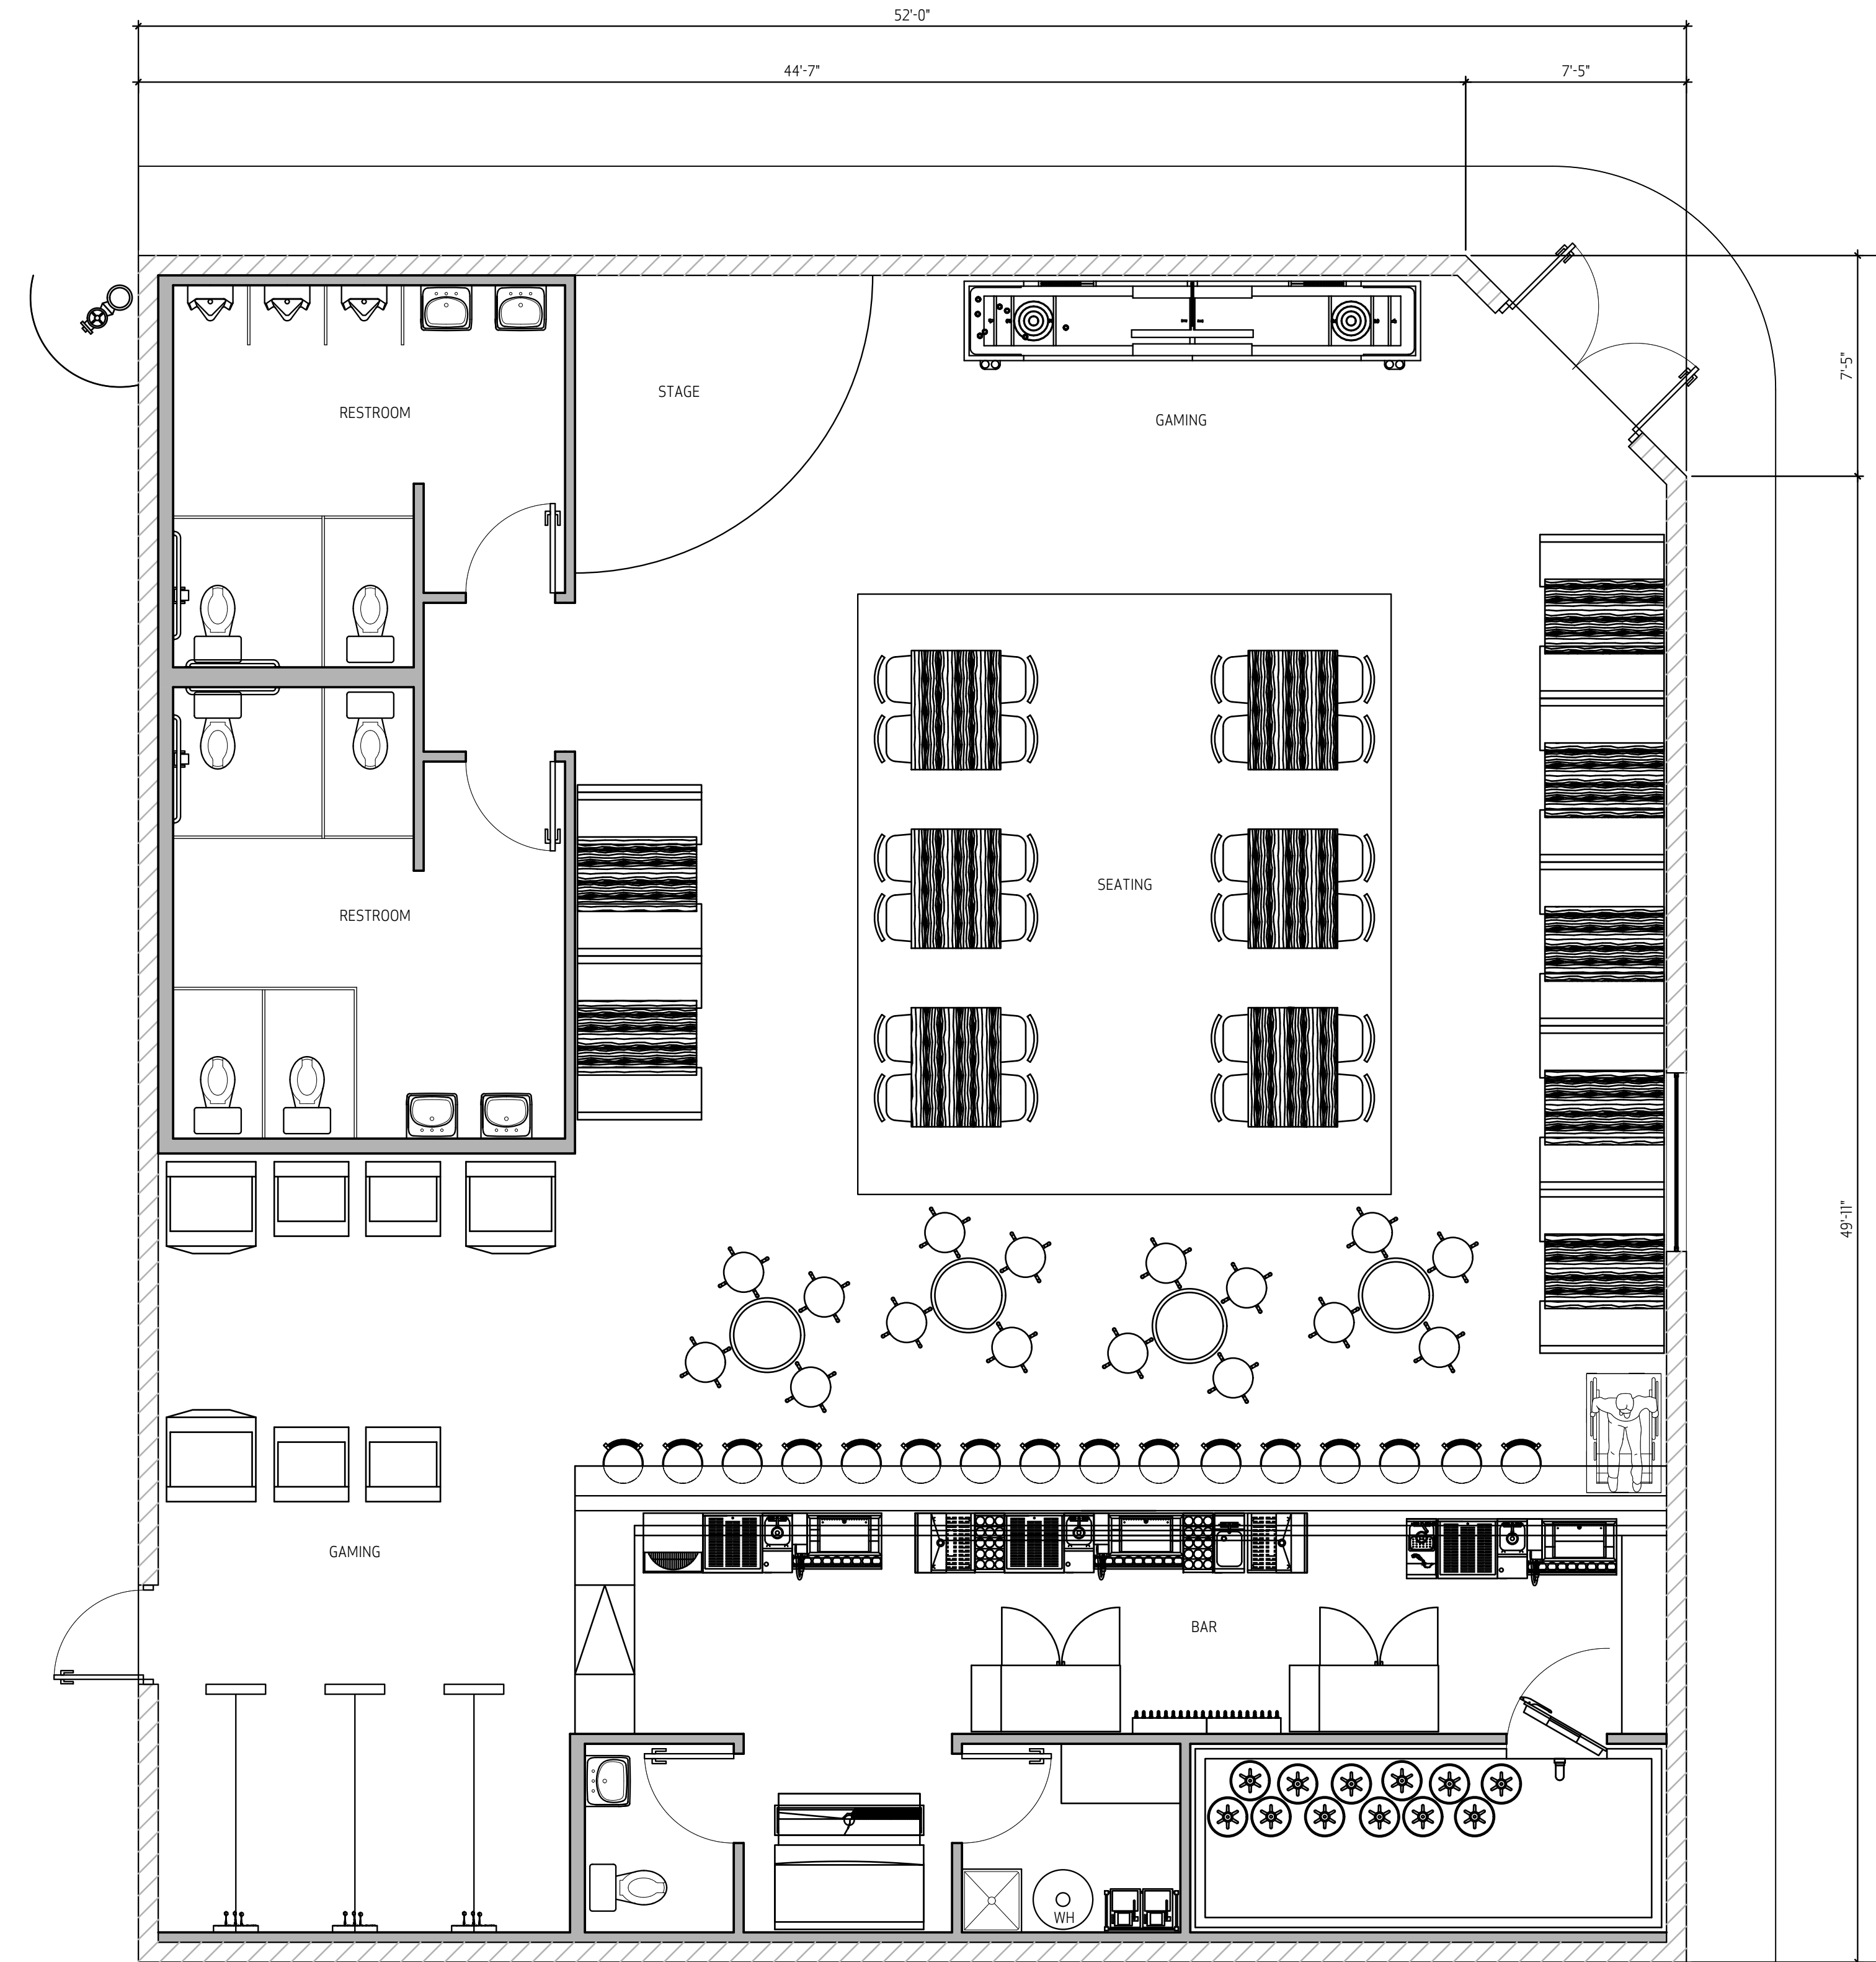 52'-0"
44'-7"
7'-5"
7'-5"
STAGE
RESTROOM
GAMING
SEATING
RESTROOM
49'-11"
GAMING
BAR
WH